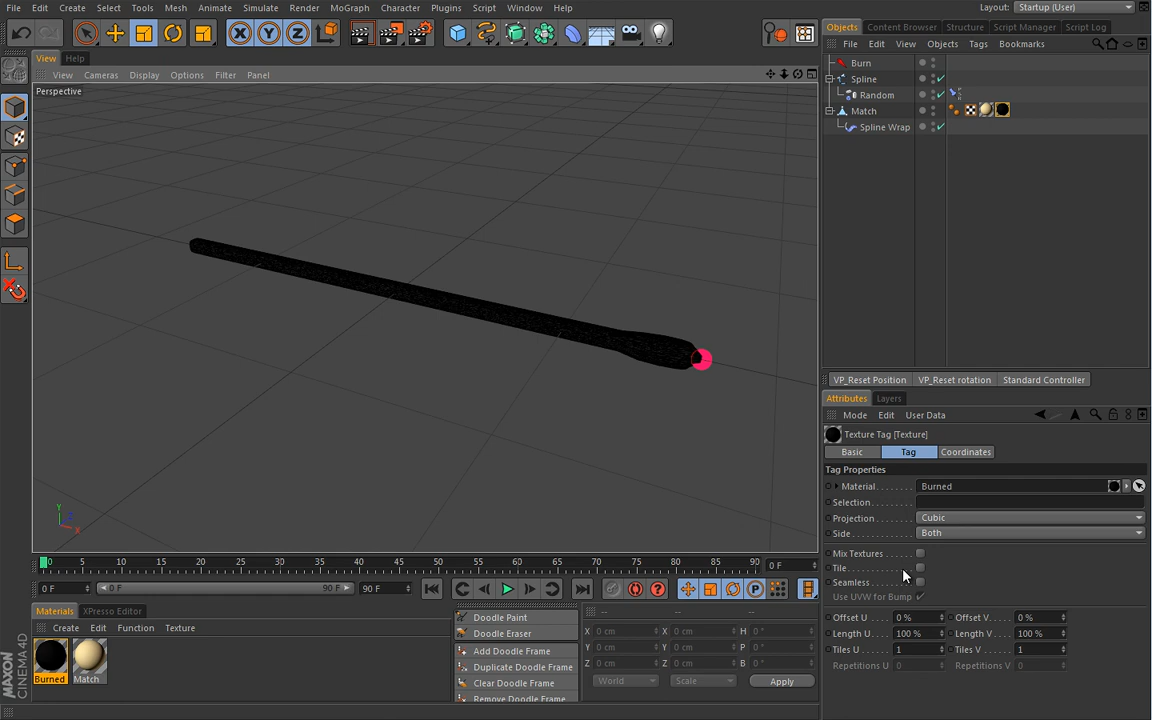 File Edit Create Select Tools Mesh Animate Simulate Render MoGraph Character Plugins Script Window Help Layout: Startup (User)
X Y Z
Objects Content Browser Structure Script Manager Script Log
File Edit View Objects Tags Bookmarks
View Help
View Cameras Display Options Filter Panel
Perspective
Burn
Spline
Random
Match
Spline Wrap
Y
Z
X
VP_Reset Position VP_Reset rotation Standard Controller
Attributes Layers
Mode Edit User Data
Texture Tag [Texture]
Basic Tag Coordinates
Tag Properties
Material Burned
Selection
Projection Cubic
Side Both
Mix Textures
Tile
Seamless
Use UVW for Bump
Offset U 0 % Offset V 0 %
Length U 100 % Length V 100 %
Tiles U 1 Tiles V 1
Repetitions U 0 Repetitions V 0
0 5 10 15 20 25 30 35 40 45 50 55 60 65 70 75 80 85 90 0 F
0 F 0 F 90 F 90 F
P
Materials XPresso Editor
Create Edit Function Texture
Burned Match
Doodle Paint
Doodle Eraser
Add Doodle Frame
Duplicate Doodle Frame
Clear Doodle Frame
Remove Doodle Frame
-- -- --
X 0 cm X 0 cm H 0 °
Y 0 cm Y 0 cm P 0 °
Z 0 cm Z 0 cm B 0 °
World Scale Apply
MAXON
CINEMA 4D